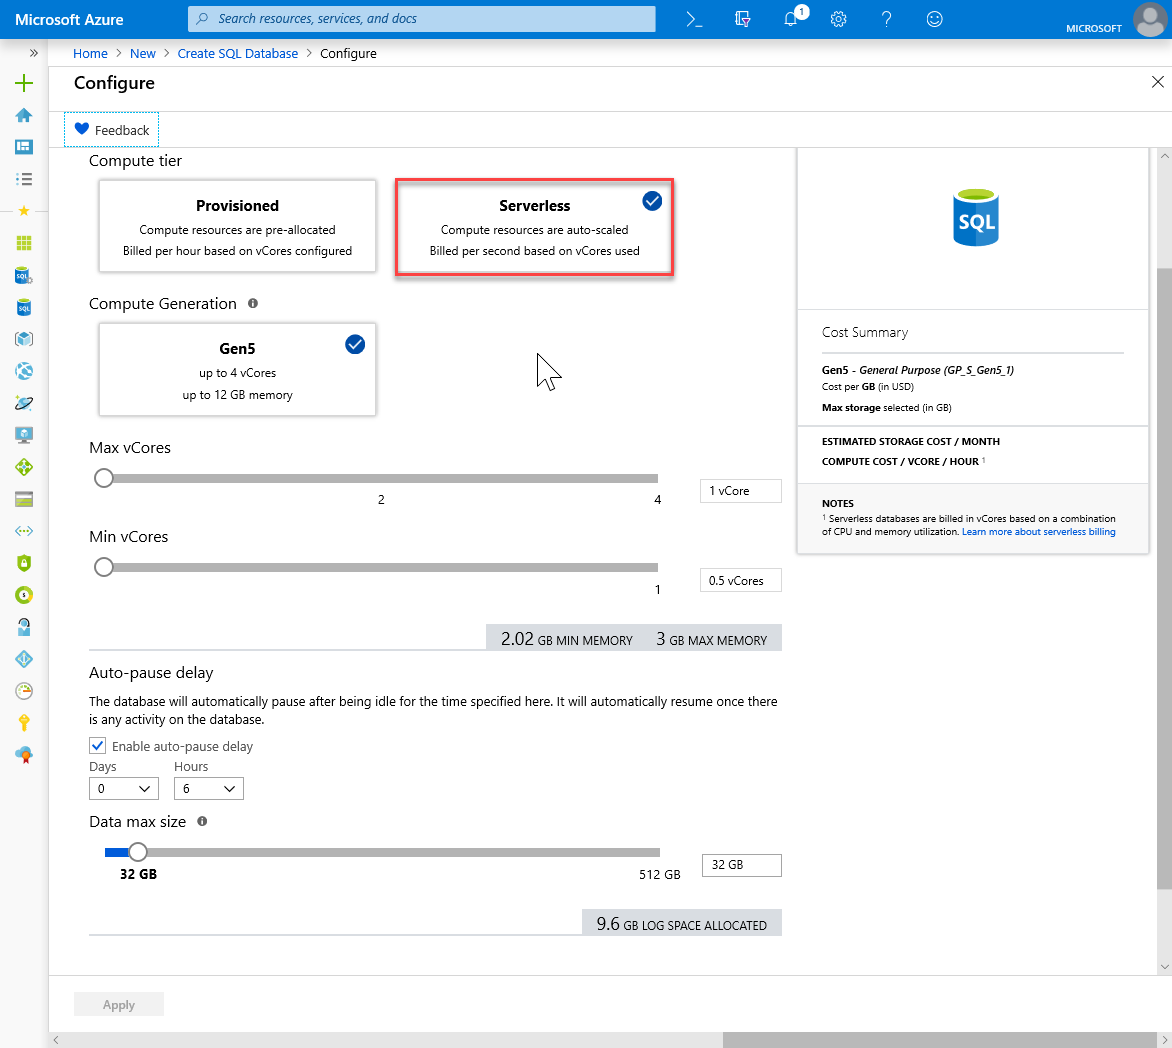 Microsoft Azure
Search resources, services, and docs
1
MICROSOFT
Home > New > Create SQL Database > Configure
Configure
Feedback
Compute tier
Provisioned
Compute resources are pre-allocated
Billed per hour based on vCores configured
Serverless
Compute resources are auto-scaled
Billed per second based on vCores used
Compute Generation
Gen5
up to 4 vCores
up to 12 GB memory
Max vCores
2
4
1 vCore
Min vCores
1
0.5 vCores
2.02 GB MIN MEMORY 3 GB MAX MEMORY
Auto-pause delay
The database will automatically pause after being idle for the time specified here. It will automatically resume once there
is any activity on the database.
Enable auto-pause delay
Days Hours
0 6
Data max size
32 GB
512 GB
32 GB
9.6 GB LOG SPACE ALLOCATED
Apply
SQL
Cost Summary
Gen5 - General Purpose (GP_S_Gen5_1)
Cost per GB (in USD)
Max storage selected (in GB)
ESTIMATED STORAGE COST / MONTH
COMPUTE COST / VCORE / HOUR ¹
NOTES
¹ Serverless databases are billed in vCores based on a combination
of CPU and memory utilization. Learn more about serverless billing